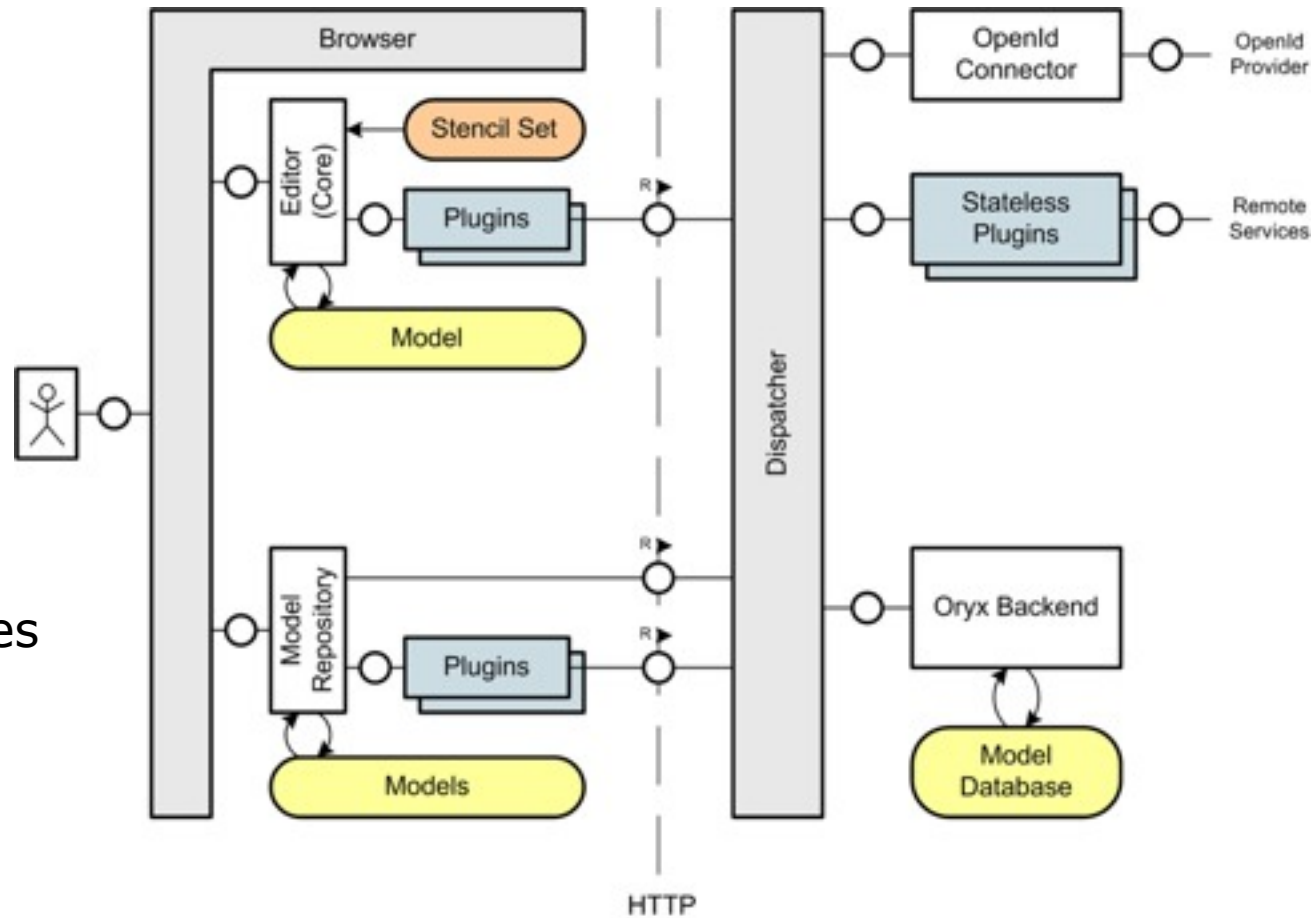 Browser
OpenId
Connector
OpenId
Provider
Editor
(Core)
Stencil Set
Plugins
R
Stateless
Plugins
Remote
Services
Model
Dispatcher
R
Model
Repository
es
Plugins
R
Oryx Backend
Models
Model
Database
HTTP